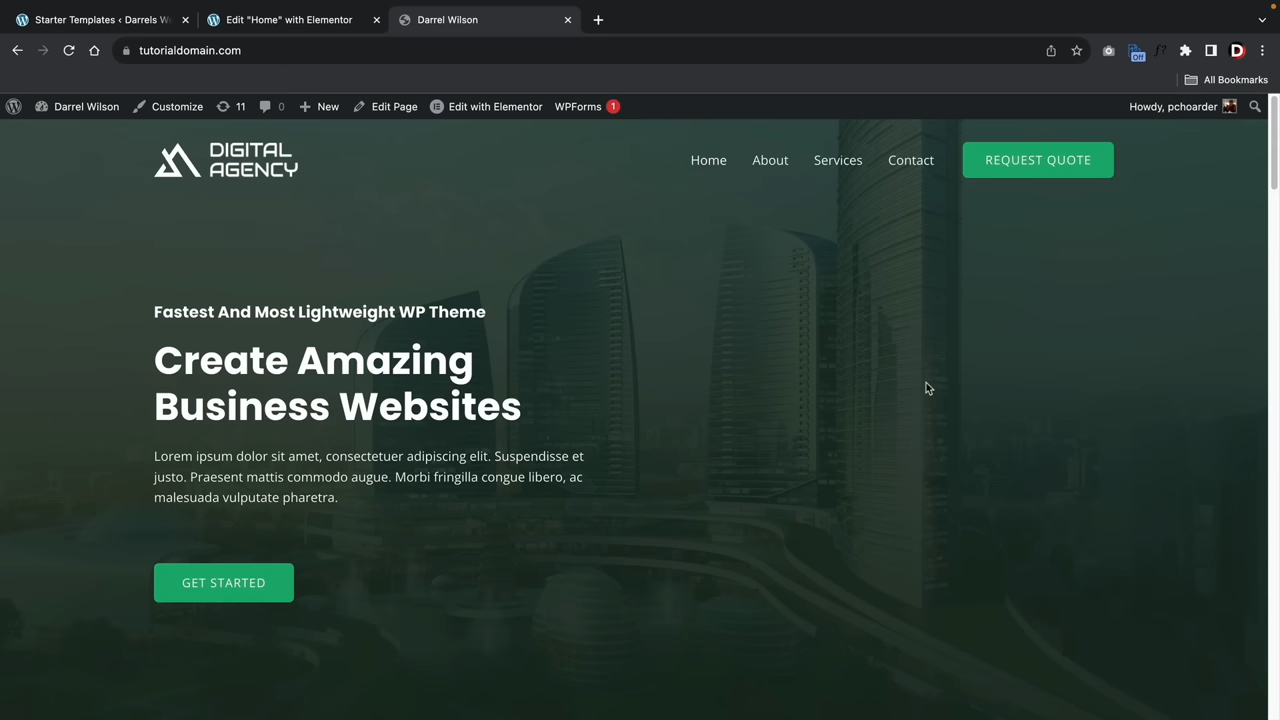 Starter Templates ‹ Darrels W
Edit "Home" with Elementor
Darrel Wilson
tutorialdomain.com
Off
f?
D
All Bookmarks
Darrel Wilson
Customize
11
0
New
Edit Page
Edit with Elementor
WPForms 1
Howdy, pchoarder
DIGITAL
AGENCY
Home
About
Services
Contact
REQUEST QUOTE
Fastest And Most Lightweight WP Theme
Create Amazing
Business Websites
Lorem ipsum dolor sit amet, consectetuer adipiscing elit. Suspendisse et
justo. Praesent mattis commodo augue. Morbi fringilla congue libero, ac
malesuada vulputate pharetra.
GET STARTED